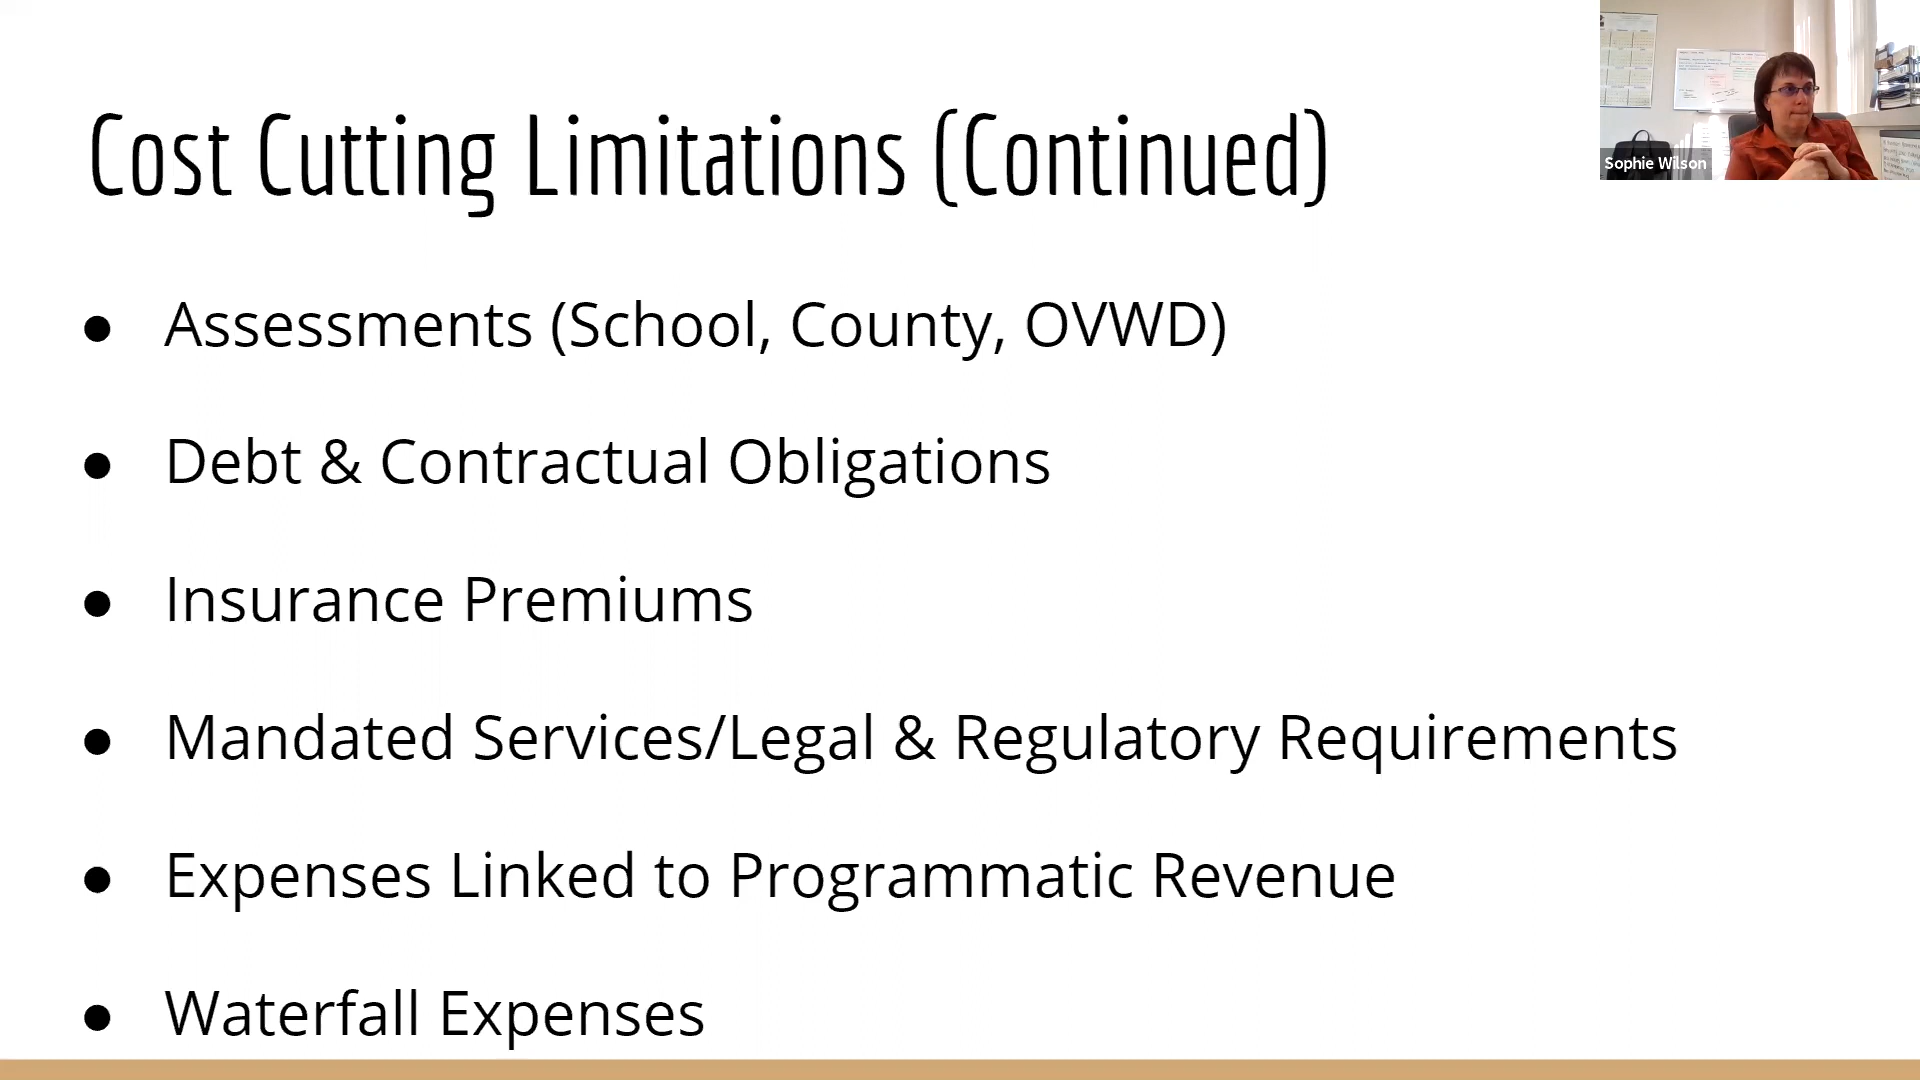 Cost Cutting Limitations (Continued)
Sophie Wilson
● Assessments (School, County, OVWD)
● Debt & Contractual Obligations
● Insurance Premiums
● Mandated Services/Legal & Regulatory Requirements
● Expenses Linked to Programmatic Revenue
● Waterfall Expenses